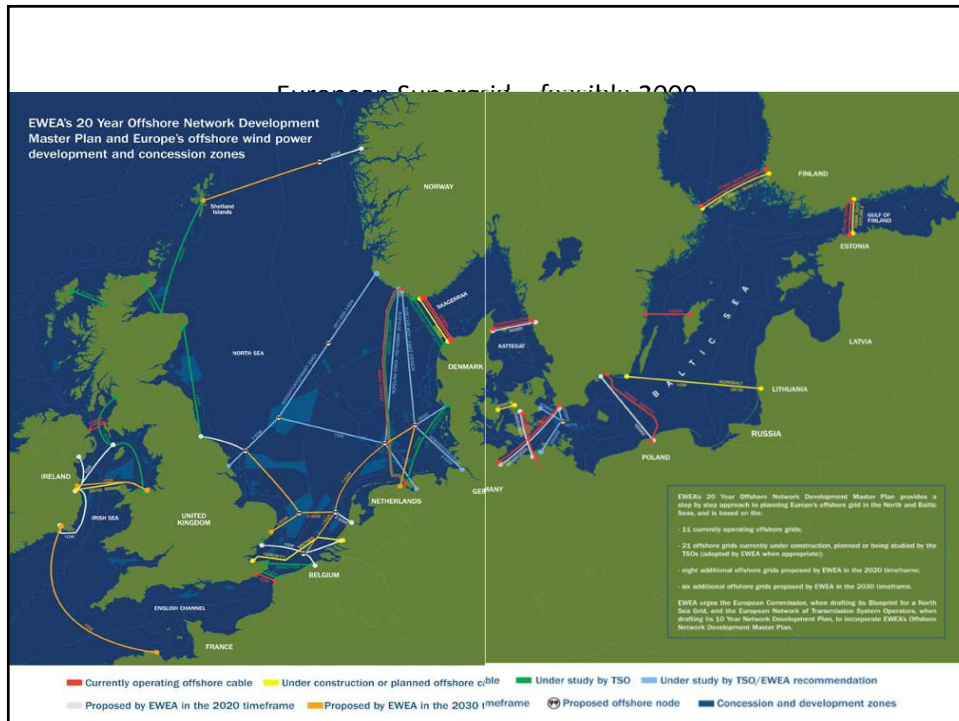 European Supergrid – feasible 2009
EWEA's 20 Year Offshore Network Development
Master Plan and Europe's offshore wind power
development and concession zones
NORWAY
FINLAND
Shetland
Islands
GULF OF
FINLAND
ESTONIA
SKAGERRAK
NORTH SEA
KATTEGAT
LATVIA
DENMARK
BALTIC SEA
LITHUANIA
RUSSIA
POLAND
IRELAND
NETHERLANDS
GER
MANY
IRISH SEA
UNITED
KINGDOM
BELGIUM
ENGLISH CHANNEL
FRANCE
EWEA's 20 Year Offshore Network Development Master Plan provides a
step by step approach to planning Europe's offshore grid in the North and Baltic
Seas, and is based on the:
- 11 currently operating offshore grids;
- 21 offshore grids currently under construction, planned or being studied by the
TSOs (adapted by EWEA when appropriate);
- eight additional offshore grids proposed by EWEA in the 2020 timeframe;
- six additional offshore grids proposed by EWEA in the 2030 timeframe.
EWEA urges the European Commission, when drafting its Blueprint for a North
Sea Grid, and the European Network of Transmission System Operators, when
drafting its 10 Year Network Development Plan, to incorporate EWEA's Offshore
Network Development Master Plan.
Currently operating offshore cable Under construction or planned offshore cable Under study by TSO Under study by TSO/EWEA recommendation
Proposed by EWEA in the 2020 timeframe Proposed by EWEA in the 2030 timeframe Proposed offshore node Concession and development zones